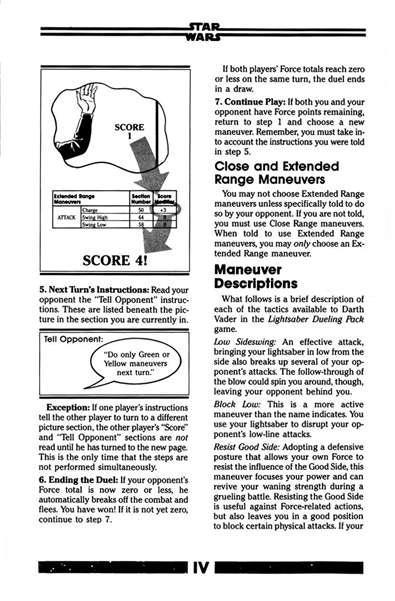 STAR
WARS
SCORE
1
Extended Range
Maneuvers
Section
Number
Score
Modifier
ATTACK
Charge
50
+3
Swing High
64
Swing Low
58
SCORE 4!
5. Next Turn's Instructions: Read your
opponent the "Tell Opponent" instruc-
tions. These are listed beneath the pic-
ture in the section you are currently in.
Tell Opponent:
"Do only Green or
Yellow maneuvers
next turn."
Exception: If one player's instructions
tell the other player to turn to a different
picture section, the other player's "Score"
and "Tell Opponent" sections are not
read until he has turned to the new page.
This is the only time that the steps are
not performed simultaneously.
6. Ending the Duel: If your opponent's
Force total is now zero or less, he
automatically breaks off the combat and
flees. You have won! If it is not yet zero,
continue to step 7.
If both players' Force totals reach zero
or less on the same turn, the duel ends
in a draw.
7. Continue Play: If both you and your
opponent have Force points remaining,
return to step 1 and choose a new
maneuver. Remember, you must take in-
to account the instructions you were told
in step 5.
Close and Extended
Range Maneuvers
You may not choose Extended Range
maneuvers unless specifically told to do
so by your opponent. If you are not told,
you must use Close Range maneuvers.
When told to use Extended Range
maneuvers, you may only choose an Ex-
tended Range maneuver.
Maneuver
Descriptions
What follows is a brief description of
each of the tactics available to Darth
Vader in the Lightsaber Dueling Pack
game.
Low Sideswing: An effective attack,
bringing your lightsaber in low from the
side also backs up several of your op-
ponent's attacks. The follow-through of
the blow could spin you around, though,
leaving your opponent behind you.
Block Low: This is a more active
maneuver than the name indicates. You
use your lightsaber to disrupt your op-
ponent's low-line attacks.
Resist Good Side: Adopting a defensive
posture that allows your own Force to
resist the influence of the Good Side, this
maneuver focuses your power and can
revive your waning strength during a
grueling battle. Resisting the Good Side
is useful against Force-related actions,
but also leaves you in a good position
to block certain physical attacks. If your
IV